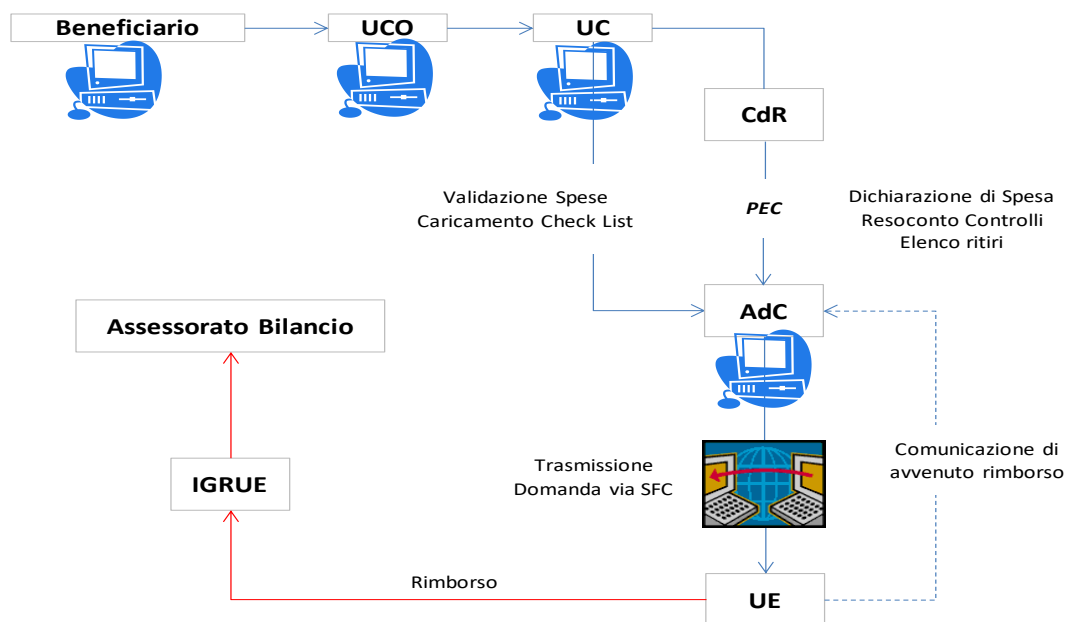 Beneficiario
UCO
UC
CdR
Validazione Spese
Caricamento Check List
PEC
Dichiarazione di Spesa
Resoconto Controlli
Elenco ritiri
AdC
Assessorato Bilancio
Trasmissione
Domanda via SFC
Comunicazione di
avvenuto rimborso
IGRUE
Rimborso
UE